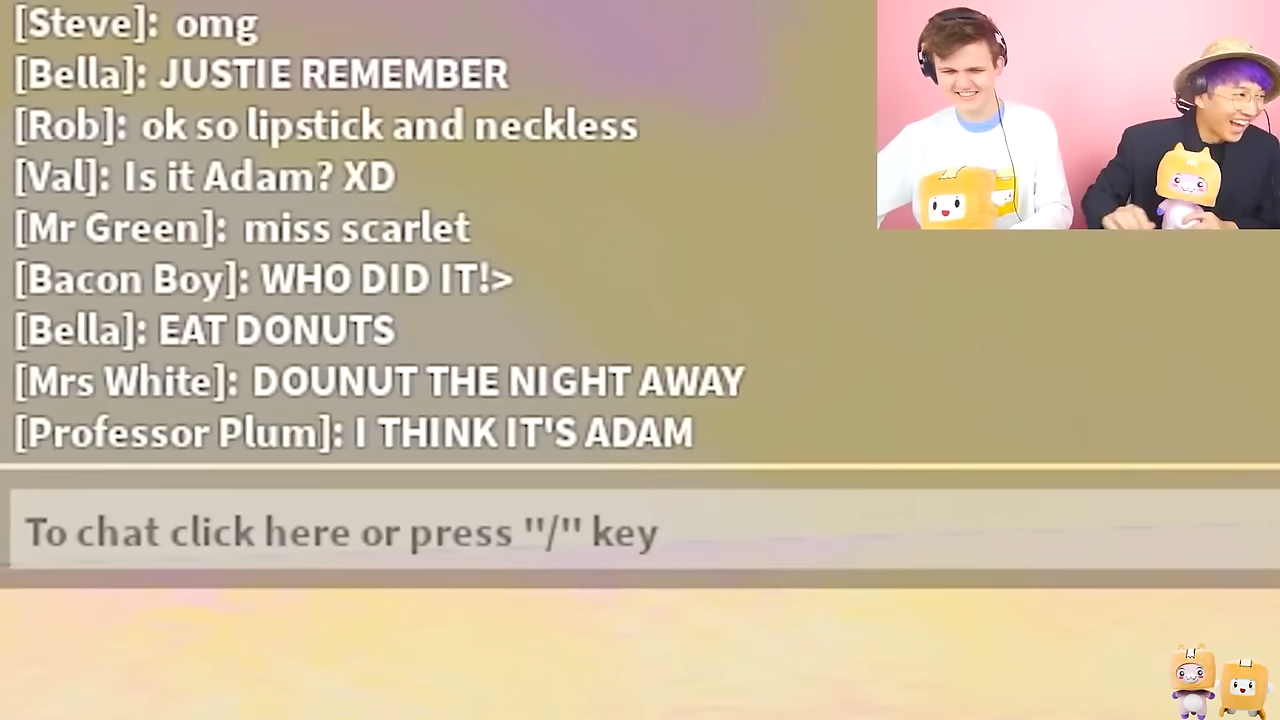 [Steve]: omg
[Bella]: JUSTIE REMEMBER
[Rob]: ok so lipstick and neckless
[Val]: Is it Adam? XD
[Mr Green]: miss scarlet
[Bacon Boy]: WHO DID IT!>
[Bella]: EAT DONUTS
[Mrs White]: DOUNUT THE NIGHT AWAY
[Professor Plum]: I THINK IT'S ADAM
To chat click here or press "/" key